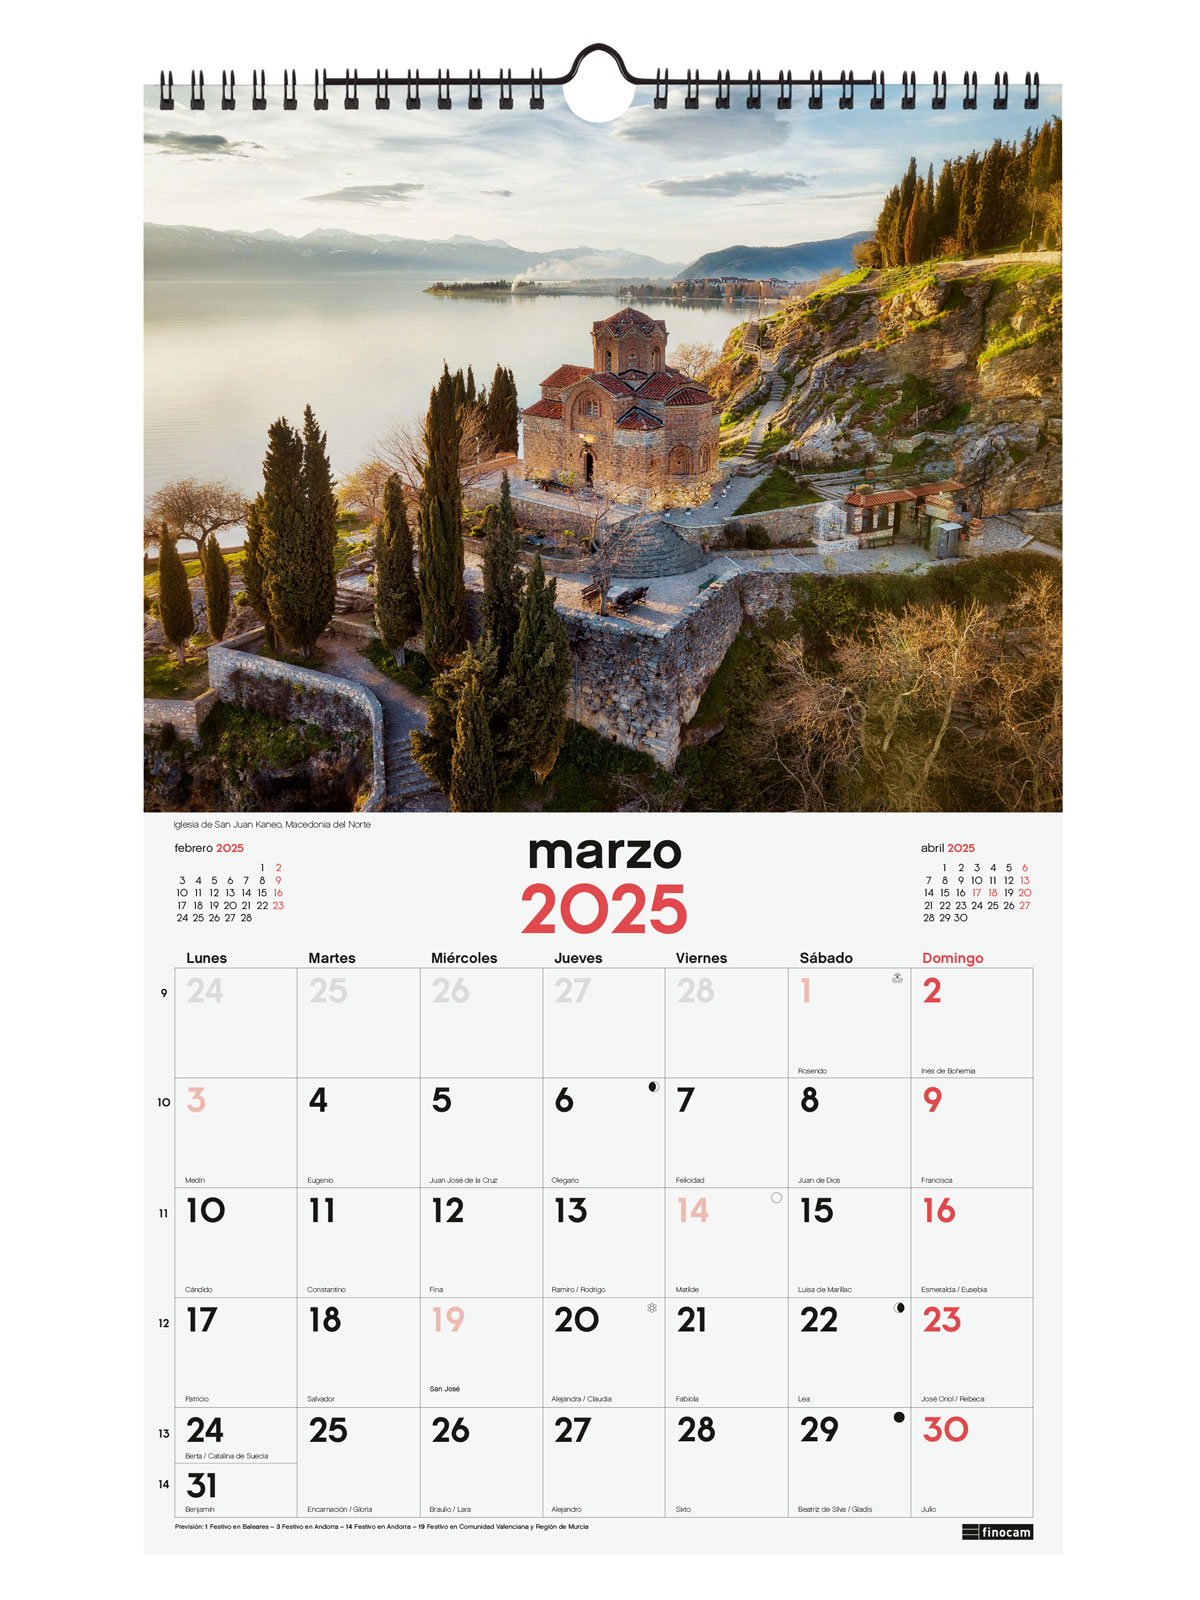 Iglesia de San Juan Kaneo, Macedonia del Norte
febrero 2025
1 2
3 4 5 6 7 8 9
10 11 12 13 14 15 16
17 18 19 20 21 22 23
24 25 26 27 28
marzo
2025
abril 2025
1 2 3 4 5 6
7 8 9 10 11 12 13
14 15 16 17 18 19 20
21 22 23 24 25 26 27
28 29 30
Lunes Martes Miércoles Jueves Viernes Sábado Domingo
9 24 25 26 27 28 1 2
Rosendo Inés de Bohemia
10 3 4 5 6 7 8 9
Medín Eugenio Juan José de la Cruz Olegario Felicidad Juan de Dios Francisca
11 10 11 12 13 14 15 16
Cándido Constantino Fina Ramiro / Rodrigo Matilde Luisa de Marillac Esmeralda / Eusebia
12 17 18 19 20 21 22 23
San José
Patricio Salvador Alejandra / Claudia Fabiola Lea José Oriol / Rebeca
13 24 25 26 27 28 29 30
Berta / Catalina de Suecia
14 31
Benjamín Encarnación / Gloria Braulio / Lara Alejandro Sixto Beatriz de Silva / Gladis Julio
Previsión: 1 Festivo en Baleares – 3 Festivo en Andorra – 14 Festivo en Andorra – 19 Festivo en Comunidad Valenciana y Región de Murcia
finocam